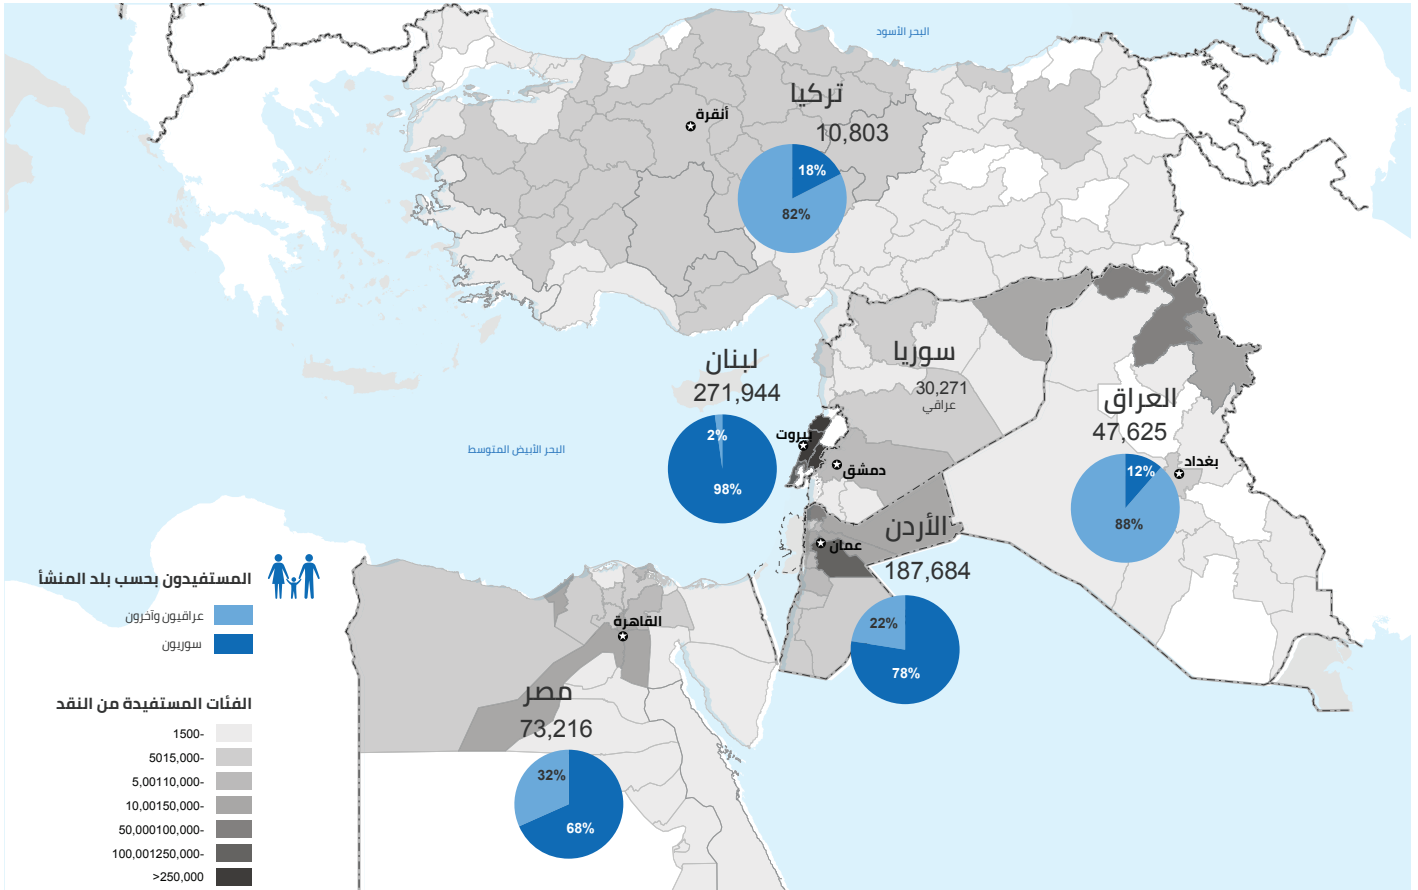 البحر الأسود
تركيا
أنقرة
10,803
18%
82%
سوريا
30,271
عراقي
لبنان
271,944
2%
98%
بيروت
دمشق
البحر الأبيض المتوسط
العراق
47,625
12%
88%
بغداد
الأردن
عمان
187,684
22%
78%
القاهرة
مصر
73,216
32%
68%
المستفيدون بحسب بلد المنشأ
عراقيون وآخرون
سوريون
الفئات المستفيدة من النقد
1500-
5015,000-
5,00110,000-
10,00150,000-
50,000100,000-
100,001250,000-
>250,000